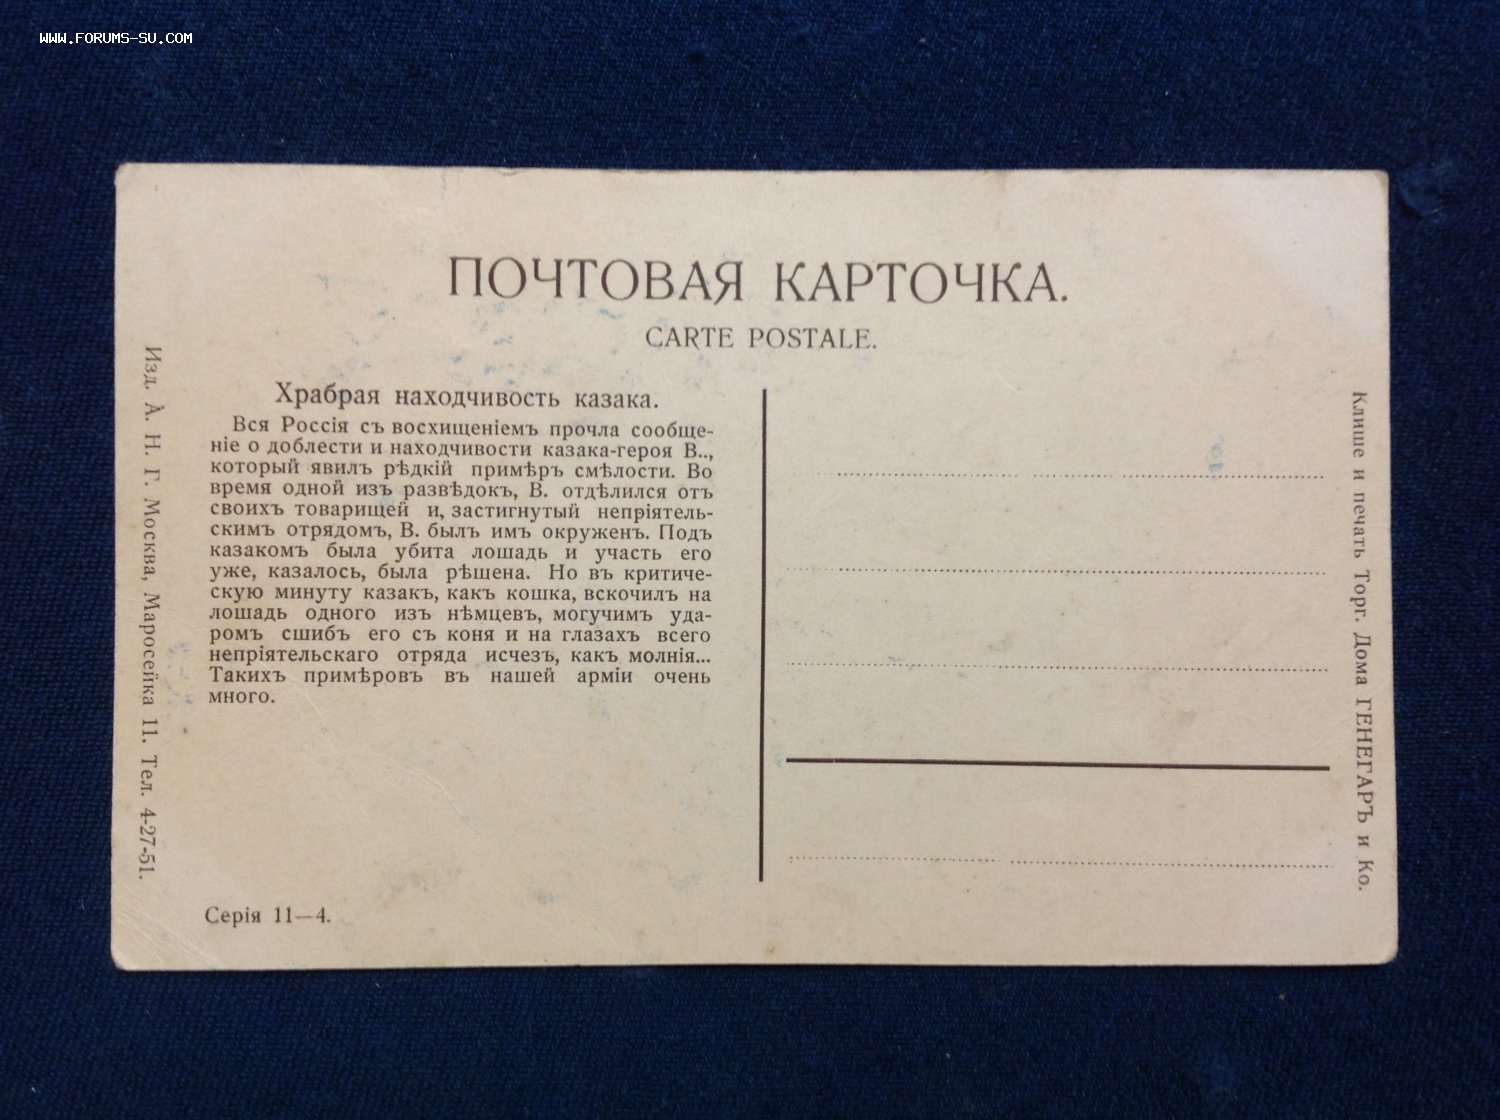 WWW.FORUMS-SU.COM
ПОЧТОВАЯ КАРТОЧКА.
CARTE POSTALE.
Изд. А. Н. Г. Москва, Маросейка 11. Тел. 4-27-51.
Храбрая находчивость казака.
Вся Россія съ восхищеніемъ прочла сообще-
ніе о доблести и находчивости казака-героя В..,
который явилъ рѣдкій примѣръ смѣлости. Во
время одной изъ развѣдокъ, В. отдѣлился отъ
своихъ товарищей и, застигнутый непріятель-
скимъ отрядомъ, В. былъ имъ окруженъ. Подъ
казакомъ была убита лошадь и участь его
уже, казалось, была рѣшена. Но въ критиче-
скую минуту казакъ, какъ кошка, вскочилъ на
лошадь одного изъ нѣмцевъ, могучимъ уда-
ромъ сшибъ его съ коня и на глазахъ всего
непріятельскаго отряда исчезъ, какъ молнія...
Такихъ примѣровъ въ нашей арміи очень
много.
Серія 11—4.
Клише и печать Торг. Дома ГЕНЕГАРЪ и Ко.